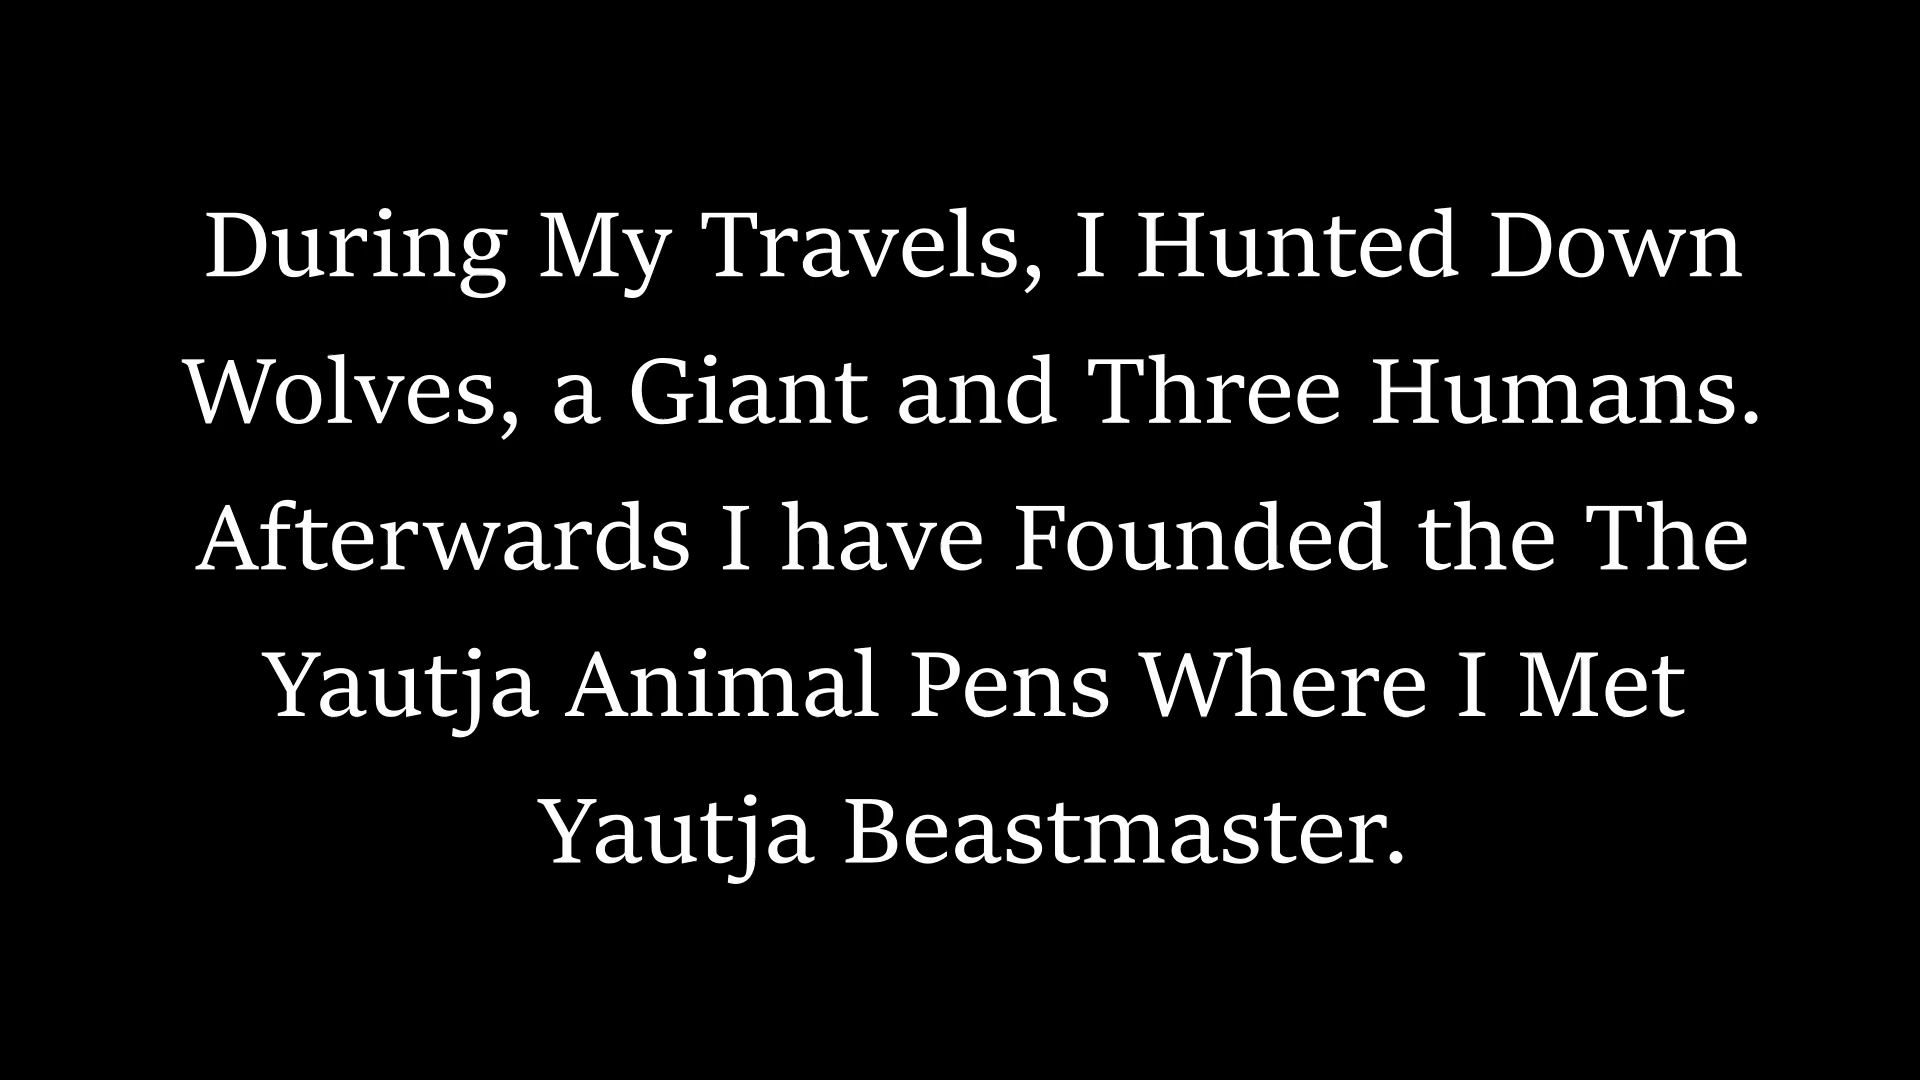 During My Travels, I Hunted Down
Wolves, a Giant and Three Humans.
Afterwards I have Founded the The
Yautja Animal Pens Where I Met
Yautja Beastmaster.